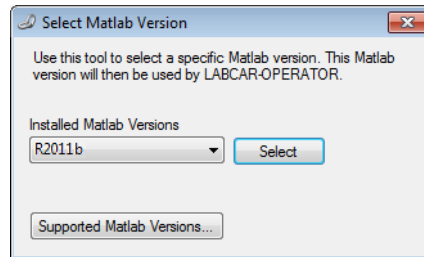 Select Matlab Version
Use this tool to select a specific Matlab version. This Matlab
version will then be used by LABCAR-OPERATOR.
Installed Matlab Versions
R2011b
Select
Supported Matlab Versions...